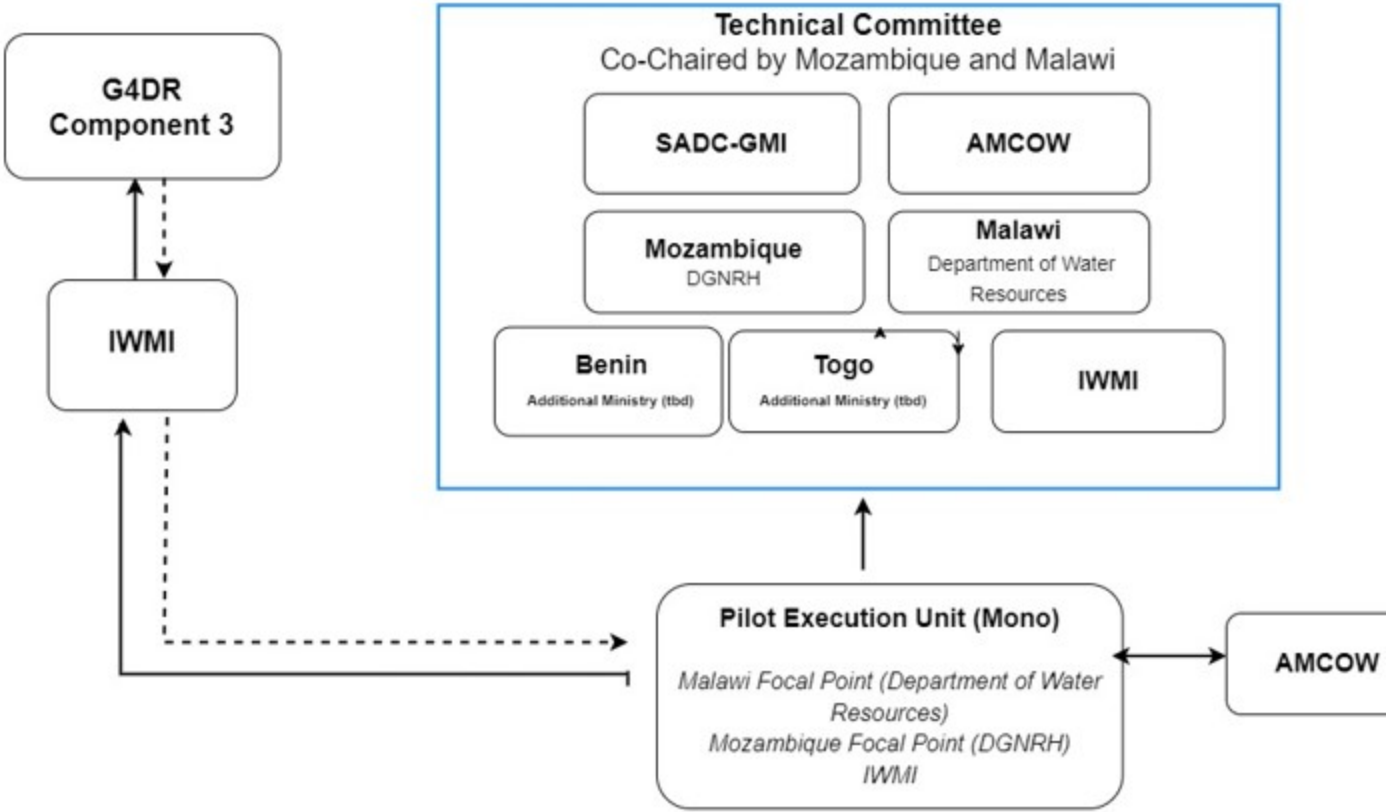 G4DR
Component 3
IWMI
Technical Committee
Co-Chaired by Mozambique and Malawi
SADC-GMI
AMCOW
Mozambique
DGNRH
Malawi
Department of Water
Resources
Benin
Additional Ministry (tbd)
Togo
Additional Ministry (tbd)
IWMI
Pilot Execution Unit (Mono)
Malawi Focal Point (Department of Water
Resources)
Mozambique Focal Point (DGNRH)
IWMI
AMCOW